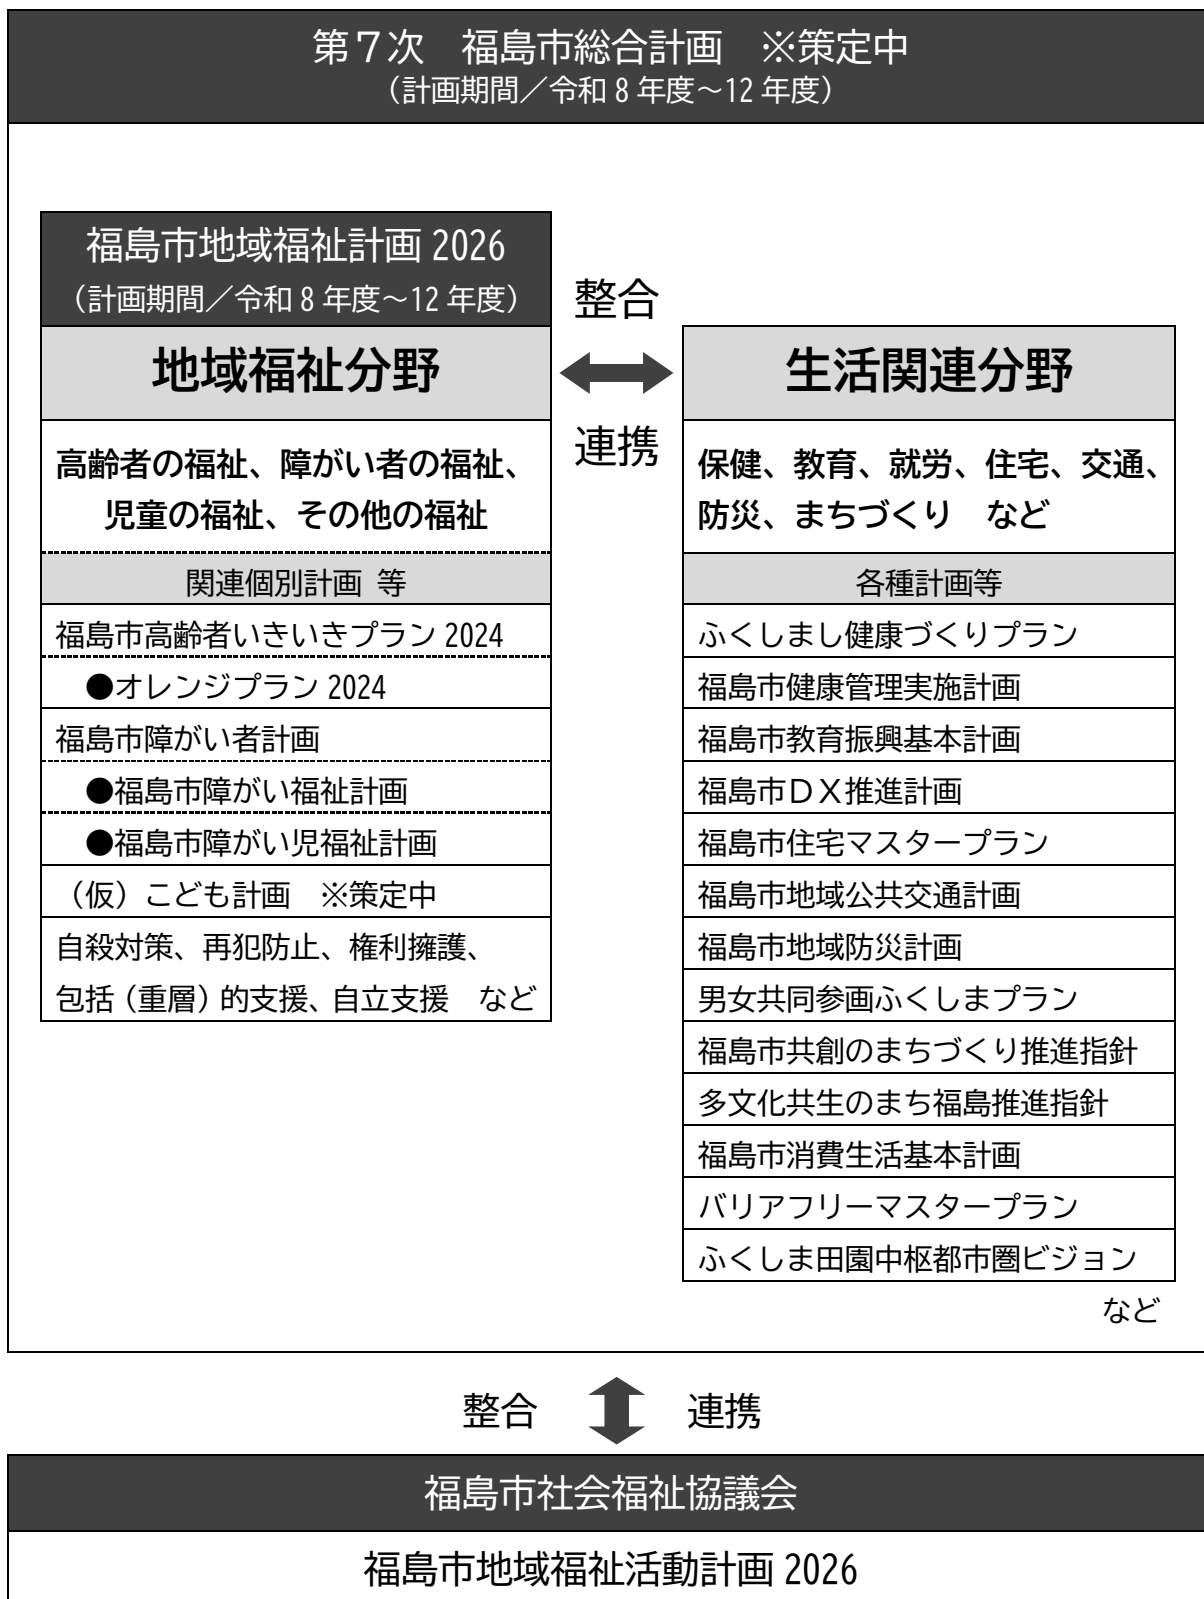 第７次　福島市総合計画　※策定中
（計画期間／令和8年度～12年度）
福島市地域福祉計画2026
（計画期間／令和8年度～12年度）
地域福祉分野
高齢者の福祉、障がい者の福祉、
児童の福祉、その他の福祉
関連個別計画 等
福島市高齢者いきいきプラン2024
●オレンジプラン2024
福島市障がい者計画
●福島市障がい福祉計画
●福島市障がい児福祉計画
（仮）こども計画　※策定中
自殺対策、再犯防止、権利擁護、
包括（重層）的支援、自立支援　など
整合
連携
生活関連分野
保健、教育、就労、住宅、交通、
防災、まちづくり　など
各種計画等
ふくしまし健康づくりプラン
福島市健康管理実施計画
福島市教育振興基本計画
福島市ＤＸ推進計画
福島市住宅マスタープラン
福島市地域公共交通計画
福島市地域防災計画
男女共同参画ふくしまプラン
福島市共創のまちづくり推進指針
多文化共生のまち福島推進指針
福島市消費生活基本計画
バリアフリーマスタープラン
ふくしま田園中枢都市圏ビジョン
など
整合　連携
福島市社会福祉協議会
福島市地域福祉活動計画2026